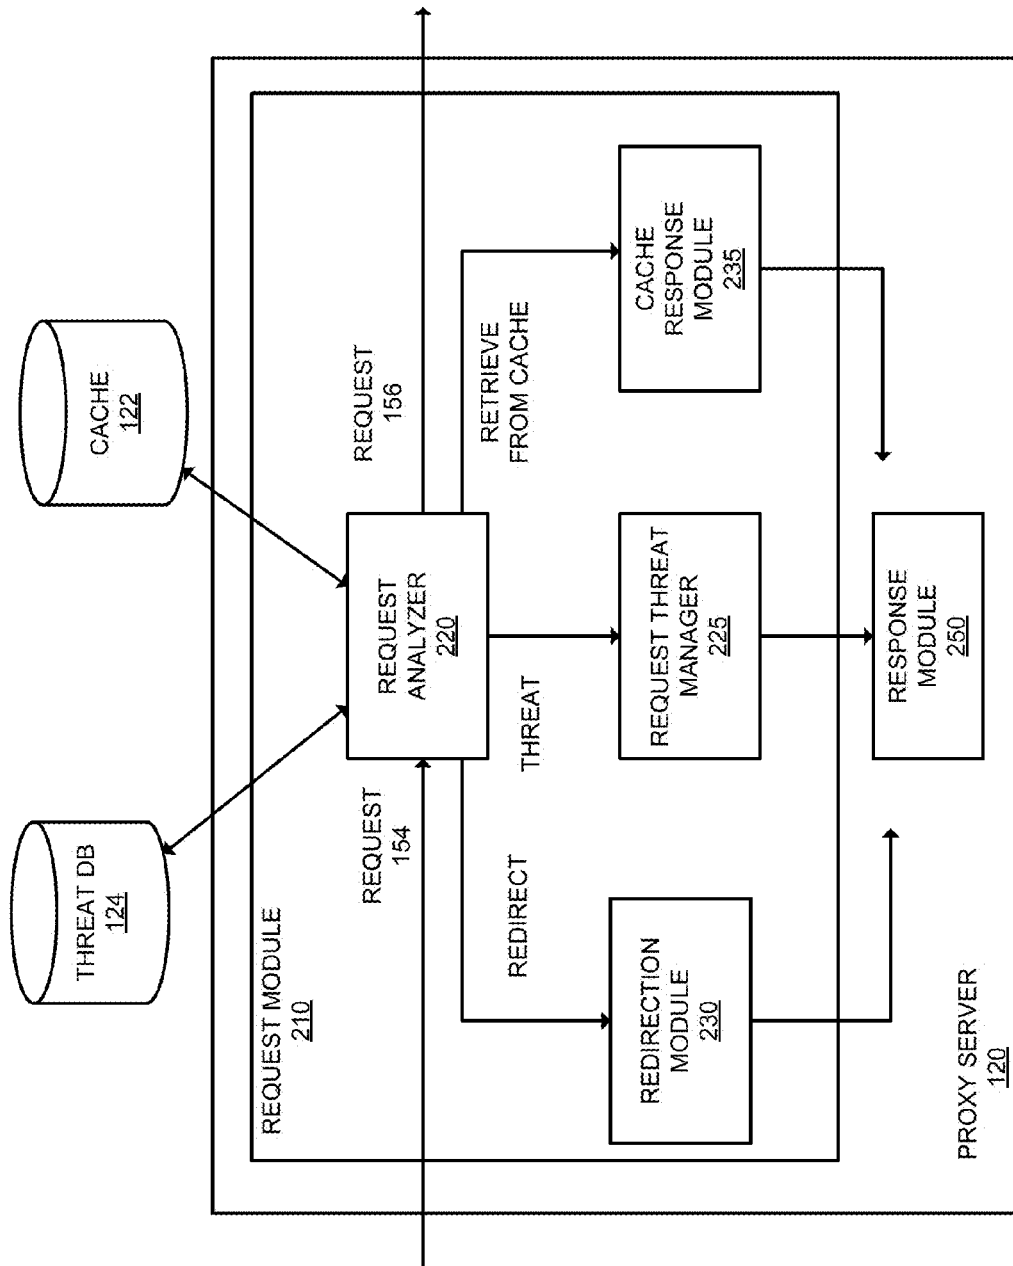 THREAT DB
124
CACHE
122
REQUEST MODULE
210
REQUEST
154
REQUEST
ANALYZER
220
REQUEST
156
REDIRECT
THREAT
RETRIEVE
FROM CACHE
REDIRECTION
MODULE
230
REQUEST THREAT
MANAGER
225
CACHE
RESPONSE
MODULE
235
RESPONSE
MODULE
250
PROXY SERVER
120